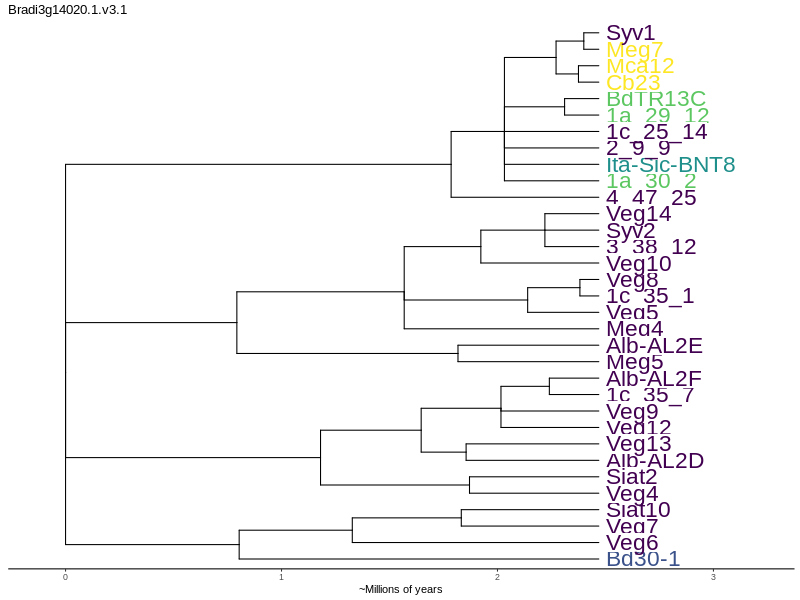 Bradi3g14020.1.v3.1
Syv1
Meg7
Mca12
Cb23
BdTR13C
1a_29_12
1c_25_14
2_9_9
Ita-Sic-BNT8
1a_30_2
4_47_25
Veg14
Syv2
3_38_12
Veg10
Veg8
1c_35_1
Veg5
Meg4
Alb-AL2E
Meg5
Alb-AL2F
1c_35_7
Veg9
Veg12
Veg13
Alb-AL2D
Siat2
Veg4
Siat10
Veg7
Veg6
Bd30-1
0 1 2 3
~Millions of years